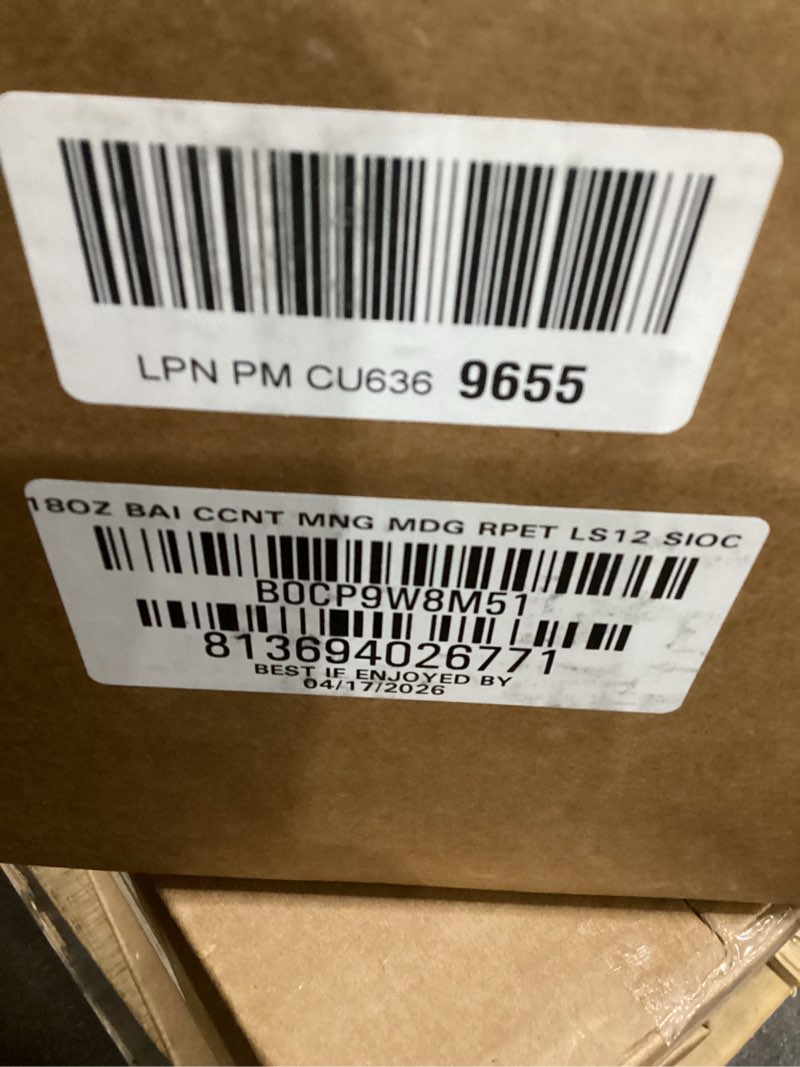 LPN PM CU636 9655
18OZ BAI CCNT MNG MDG RPET LS12 SIOC
B0CP9W8M51
813694026771
BEST IF ENJOYED BY
04/17/2026